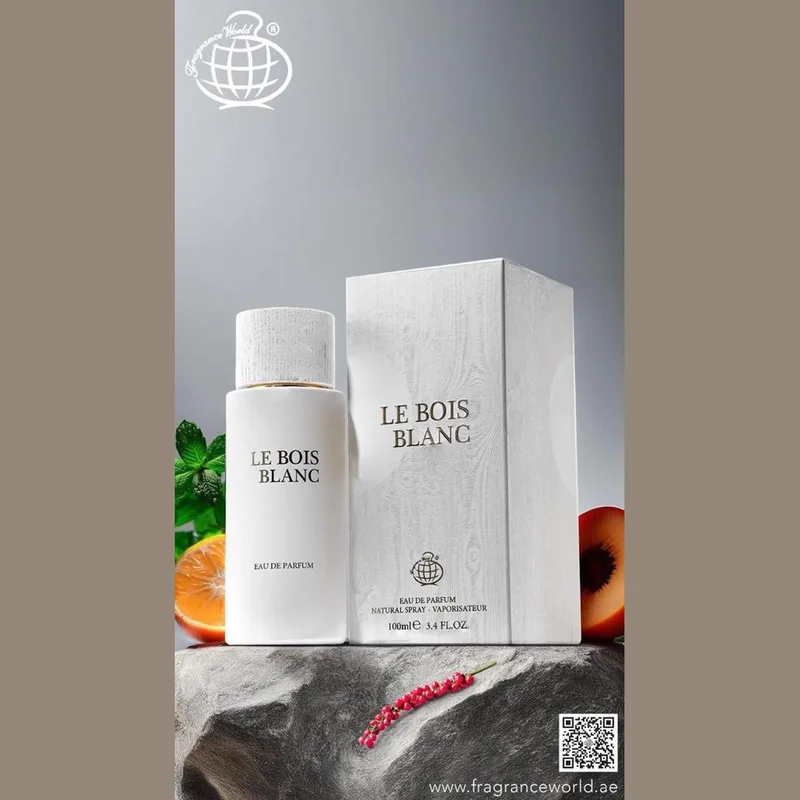 Fragrance World ®
LE BOIS
BLANC
EAU DE PARFUM
LE BOIS
BLANC
®
EAU DE PARFUM
NATURAL SPRAY - VAPORISATEUR
100ml ℮ 3.4 FL.OZ.
www.fragranceworld.ae